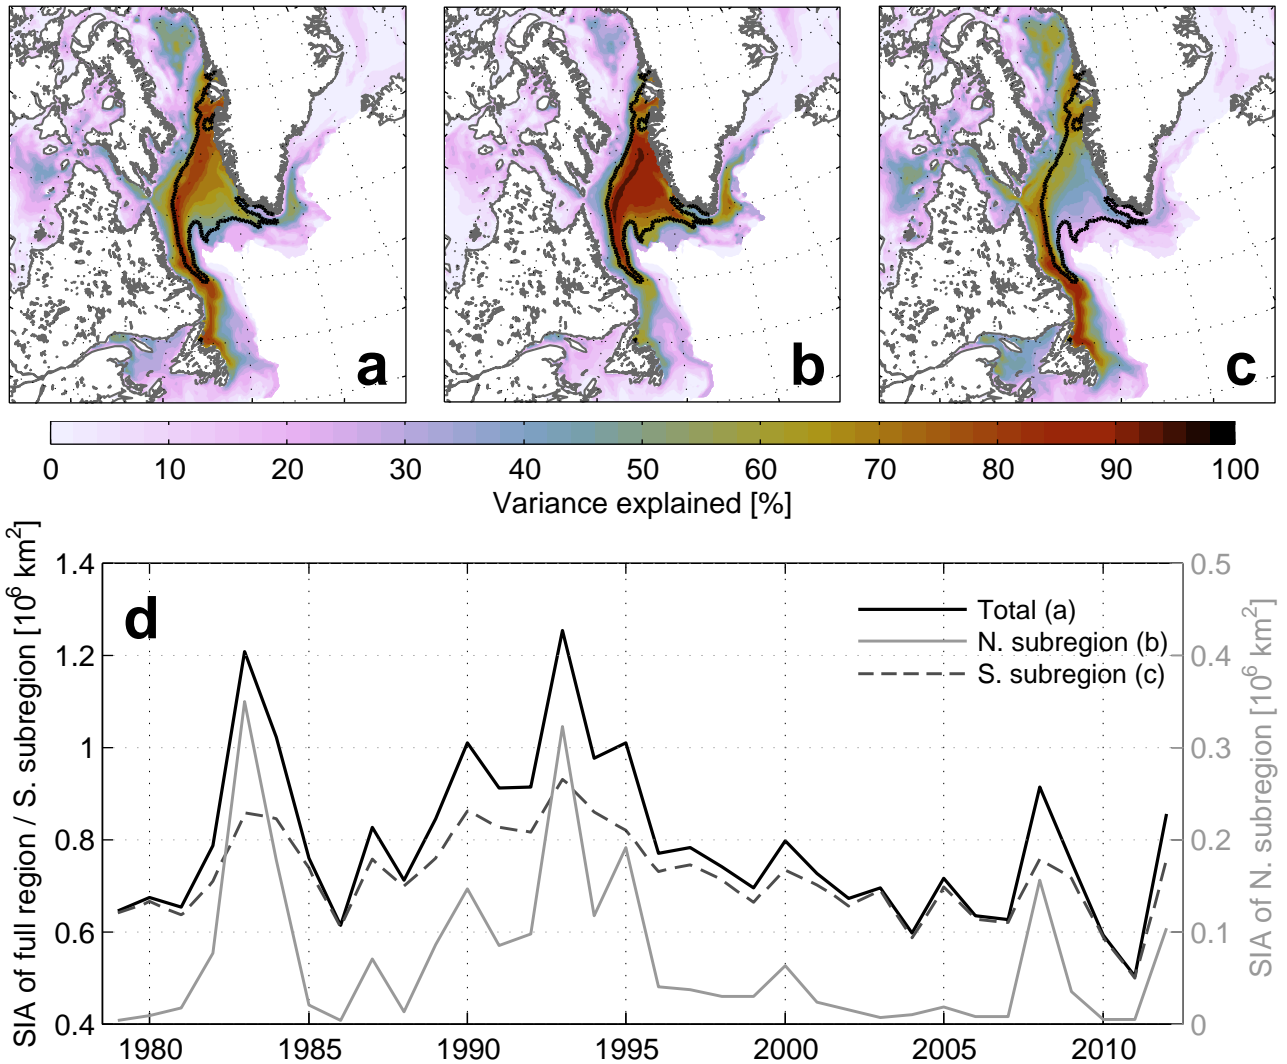 a
b
c
0 10 20 30 40 50 60 70 80 90 100
Variance explained [%]
SIA of full region / S. subregion [10⁶ km²]
1.4
1.2
1
0.8
0.6
0.4
d
Total (a)
N. subregion (b)
S. subregion (c)
0.5
0.4
0.3
0.2
0.1
0
SIA of N. subregion [10⁶ km²]
1980 1985 1990 1995 2000 2005 2010